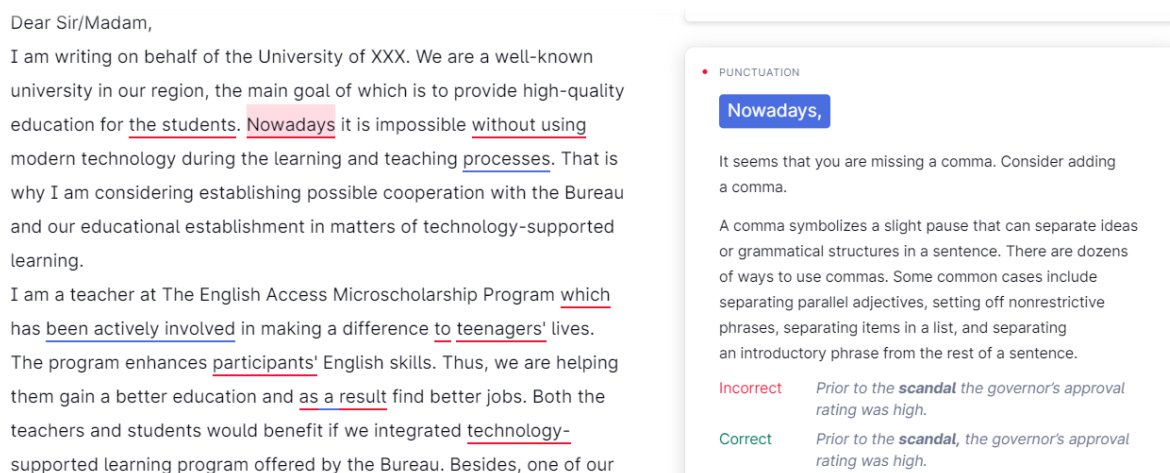 Dear Sir/Madam,
I am writing on behalf of the University of XXX. We are a well-known
university in our region, the main goal of which is to provide high-quality
education for the students. Nowadays it is impossible without using
modern technology during the learning and teaching processes. That is
why I am considering establishing possible cooperation with the Bureau
and our educational establishment in matters of technology-supported
learning.
I am a teacher at The English Access Microscholarship Program which
has been actively involved in making a difference to teenagers' lives.
The program enhances participants' English skills. Thus, we are helping
them gain a better education and as a result find better jobs. Both the
teachers and students would benefit if we integrated technology-
supported learning program offered by the Bureau. Besides, one of our
PUNCTUATION
Nowadays,
It seems that you are missing a comma. Consider adding
a comma.
A comma symbolizes a slight pause that can separate ideas
or grammatical structures in a sentence. There are dozens
of ways to use commas. Some common cases include
separating parallel adjectives, setting off nonrestrictive
phrases, separating items in a list, and separating
an introductory phrase from the rest of a sentence.
Incorrect Prior to the scandal the governor's approval
rating was high.
Correct Prior to the scandal, the governor's approval
rating was high.